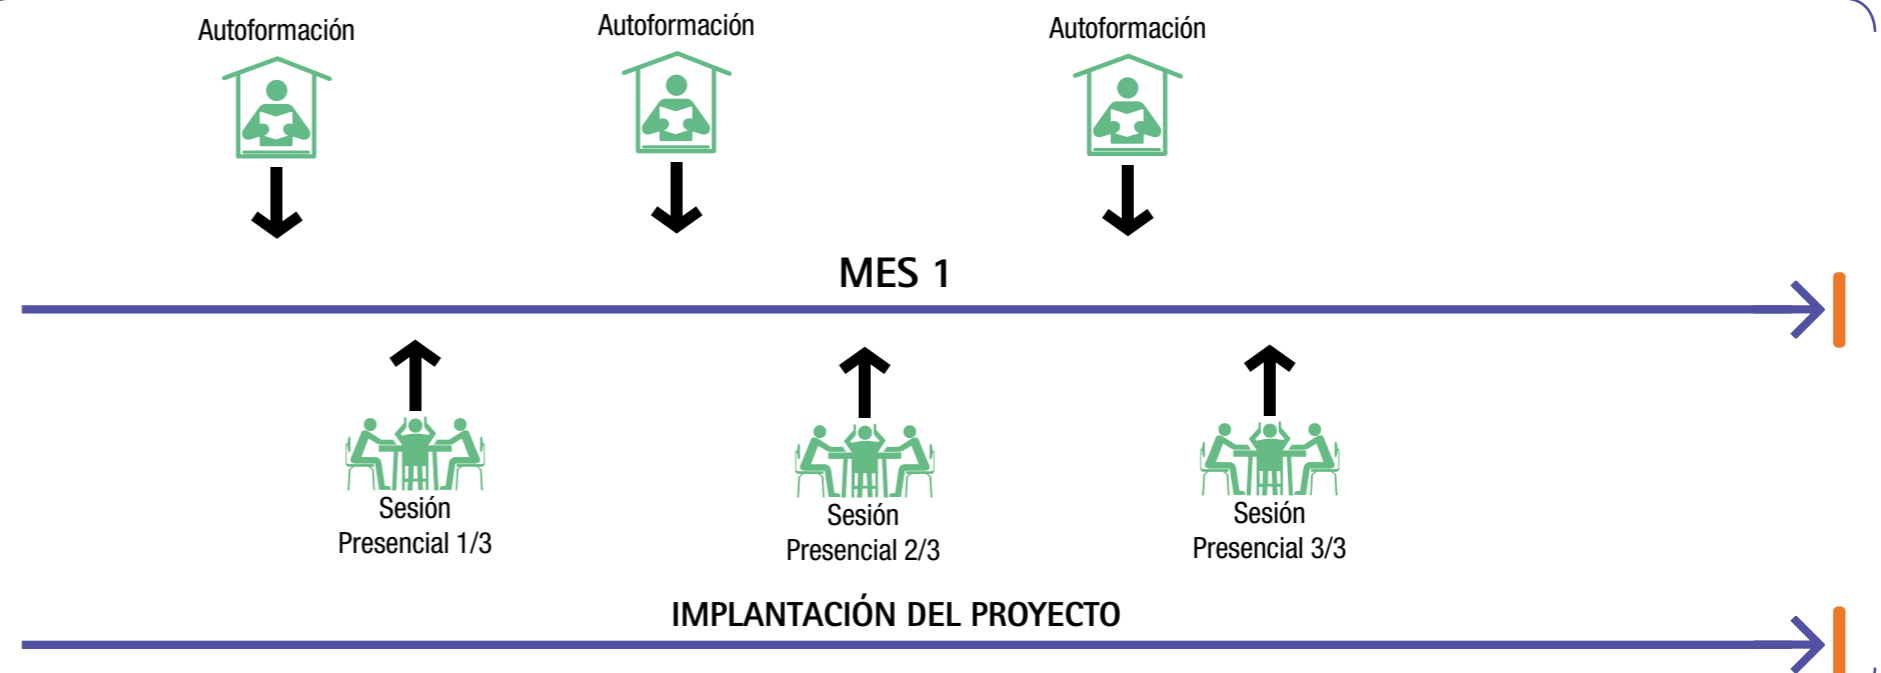 Autoformación
Autoformación
Autoformación
MES 1
Sesión
Presencial 1/3
Sesión
Presencial 2/3
Sesión
Presencial 3/3
IMPLANTACIÓN DEL PROYECTO